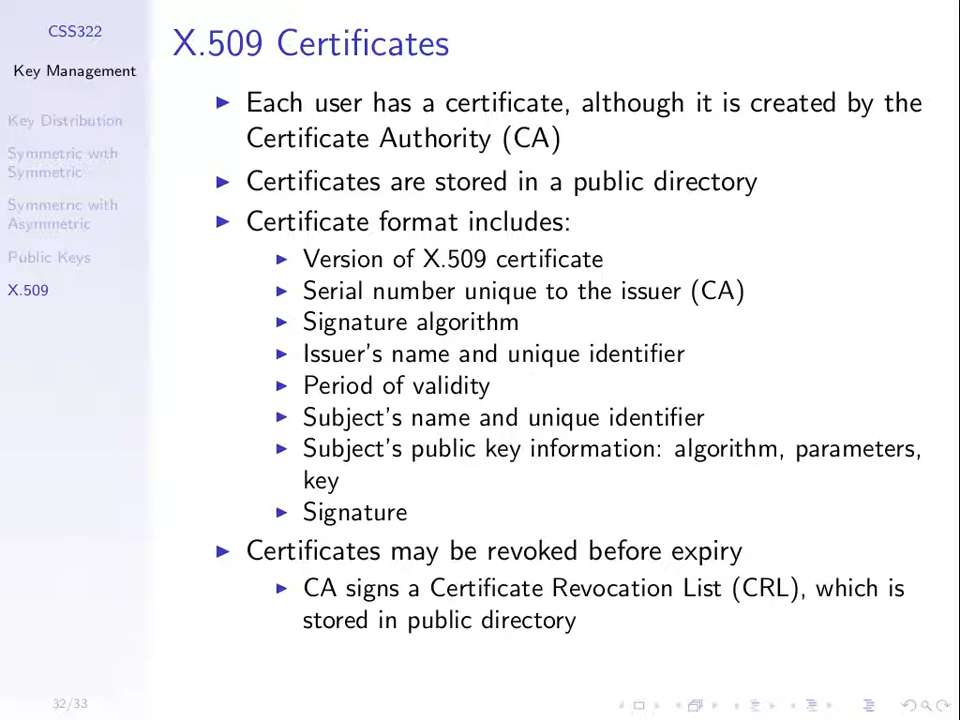 CSS322
Key Management
Key Distribution
Symmetric with
Symmetric
Symmetric with
Asymmetric
Public Keys
X.509
X.509 Certificates
Each user has a certificate, although it is created by the
Certificate Authority (CA)
Certificates are stored in a public directory
Certificate format includes:
Version of X.509 certificate
Serial number unique to the issuer (CA)
Signature algorithm
Issuer's name and unique identifier
Period of validity
Subject's name and unique identifier
Subject's public key information: algorithm, parameters,
key
Signature
Certificates may be revoked before expiry
CA signs a Certificate Revocation List (CRL), which is
stored in public directory
32/33